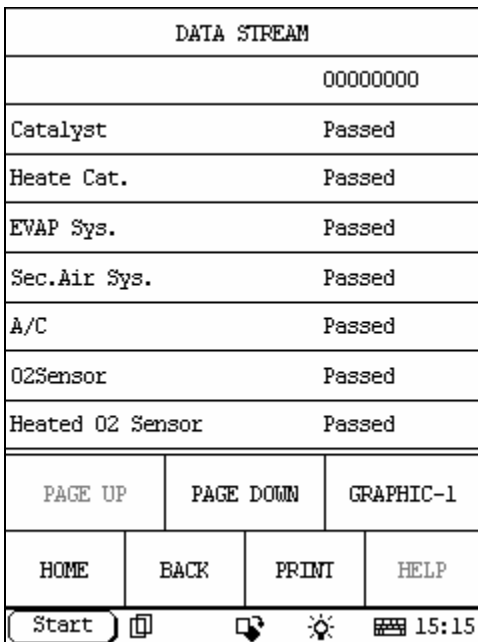 DATA STREAM
00000000
Catalyst Passed
Heate Cat. Passed
EVAP Sys. Passed
Sec.Air Sys. Passed
A/C Passed
O2Sensor Passed
Heated O2 Sensor Passed
PAGE UP PAGE DOWN GRAPHIC-1
HOME BACK PRINT HELP
Start 15:15